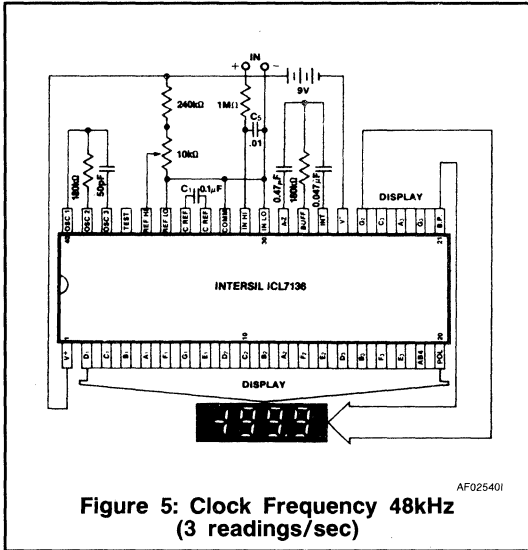 IN
+ -
9V
240kΩ
1MΩ
C5
.01
10kΩ
180kΩ
50pF
C1 0.1µF
0.47µF
180kΩ
0.047µF
DISPLAY
OSC 1
OSC 2
OSC 3
TEST
REF HI
REF LO
C REF
C REF
COMM
IN HI
IN LO
A-Z
BUFF
INT
V-
G2
C3
A3
G3
B.P.
40
30
21
INTERSIL ICL7136
1
10
20
V+
D1
C1
B1
A1
F1
G1
E1
D2
C2
B2
A2
F2
E2
D3
B3
F3
E3
AB4
POL
DISPLAY
-1999
AF02540I
Figure 5: Clock Frequency 48kHz
(3 readings/sec)